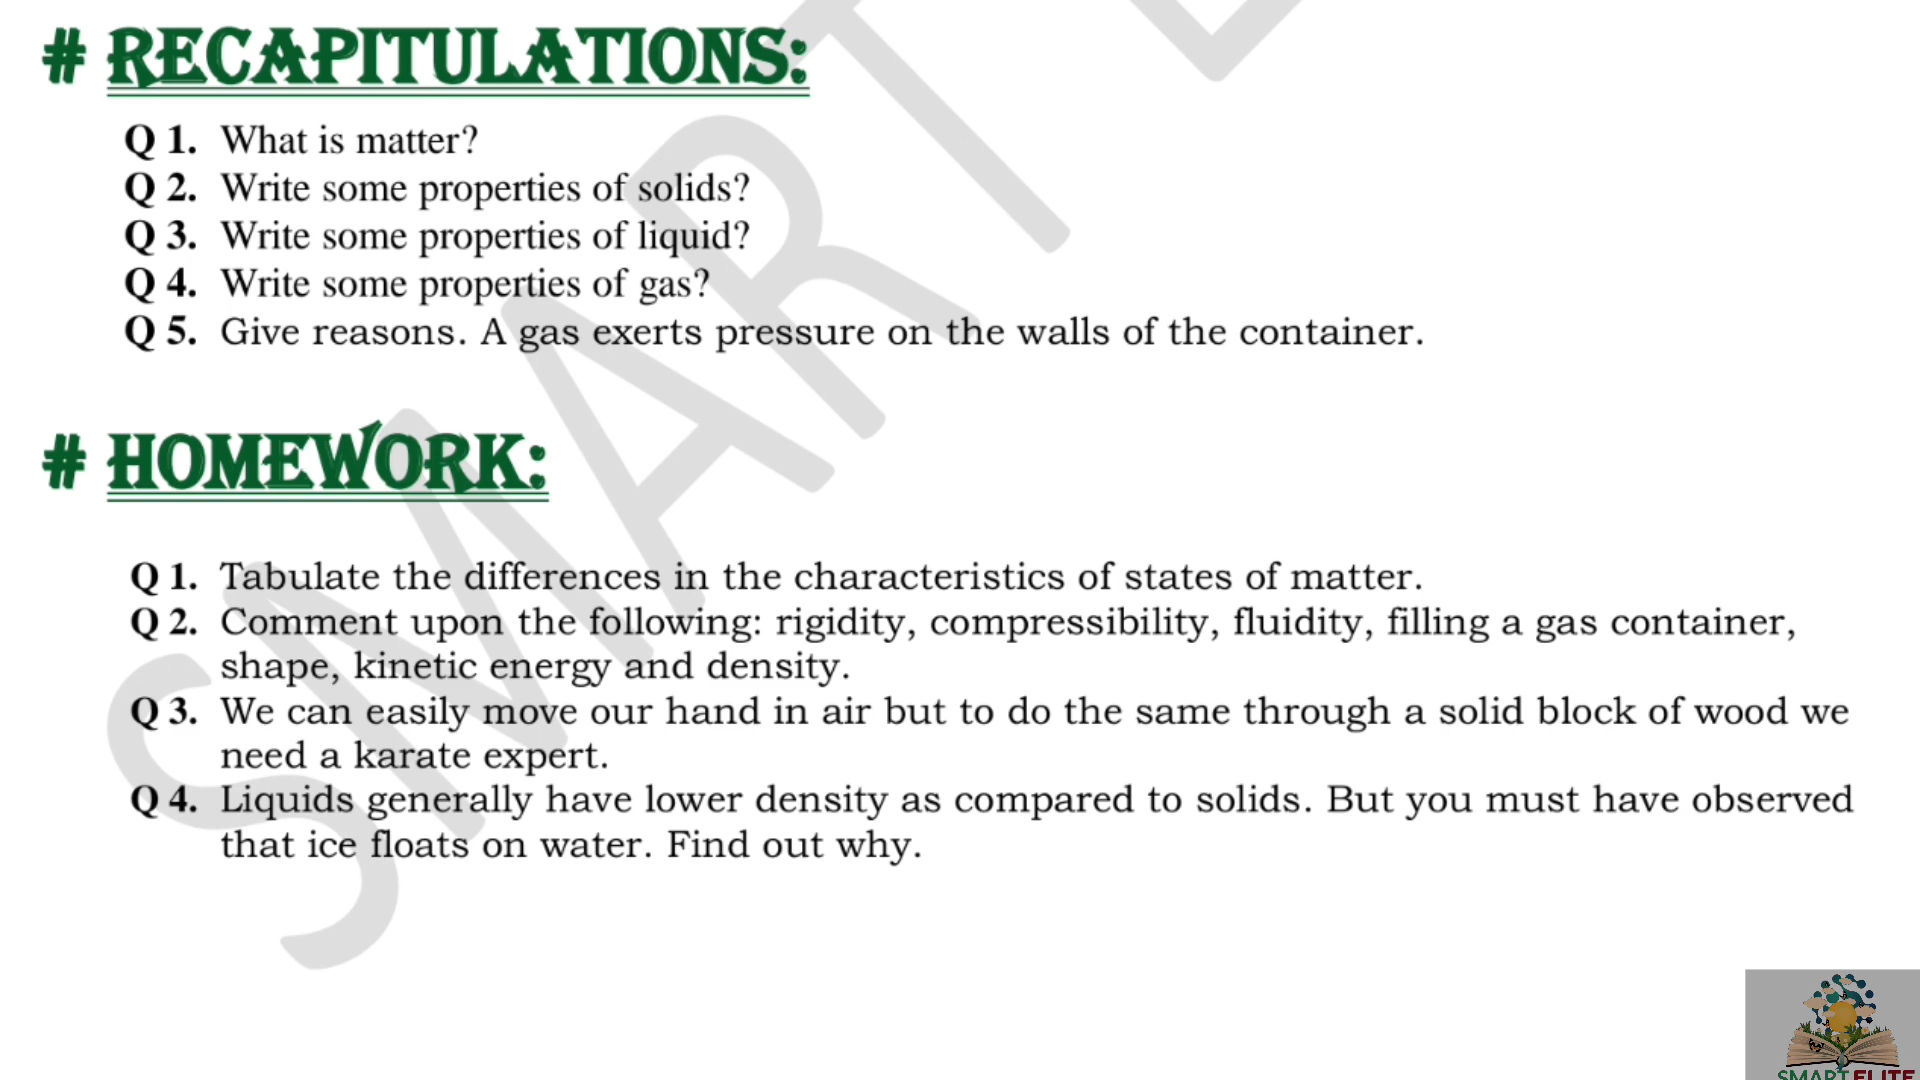 # RECAPITULATIONS:
Q 1. What is matter?
Q 2. Write some properties of solids?
Q 3. Write some properties of liquid?
Q 4. Write some properties of gas?
Q 5. Give reasons. A gas exerts pressure on the walls of the container.
# HOMEWORK:
Q 1. Tabulate the differences in the characteristics of states of matter.
Q 2. Comment upon the following: rigidity, compressibility, fluidity, filling a gas container,
shape, kinetic energy and density.
Q 3. We can easily move our hand in air but to do the same through a solid block of wood we
need a karate expert.
Q 4. Liquids generally have lower density as compared to solids. But you must have observed
that ice floats on water. Find out why.
SMART E
SMART ELITE